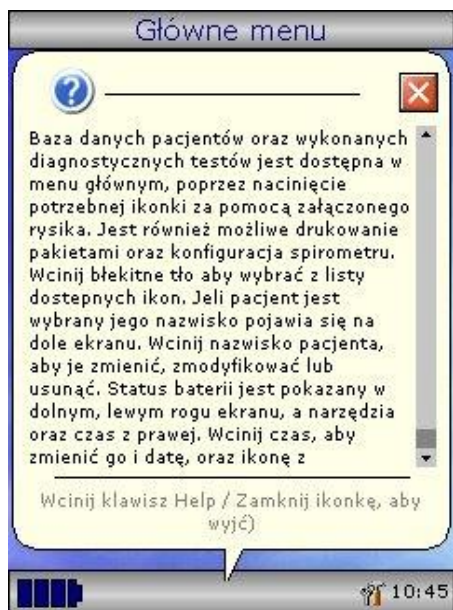 Główne menu
Baza danych pacjentów oraz wykonanych
diagnostycznych testów jest dostępna w
menu głównym, poprzez nacinięcie
potrzebnej ikonki za pomocą załączonego
rysika. Jest również możliwe drukowanie
pakietami oraz konfiguracja spirometru.
Wcinij błekitne tło aby wybrać z listy
dostepnych ikon. Jeli pacjent jest
wybrany jego nazwisko pojawia się na
dole ekranu. Wcinij nazwisko pacjenta,
aby je zmienić, zmodyfikować lub
usunąć. Status baterii jest pokazany w
dolnym, lewym rogu ekranu, a narzędzia
oraz czas z prawej. Wcinij czas, aby
zmienić go i datę, oraz ikonę z
Wcinij klawisz Help / Zamknij ikonkę, aby
wyjć)
10:45